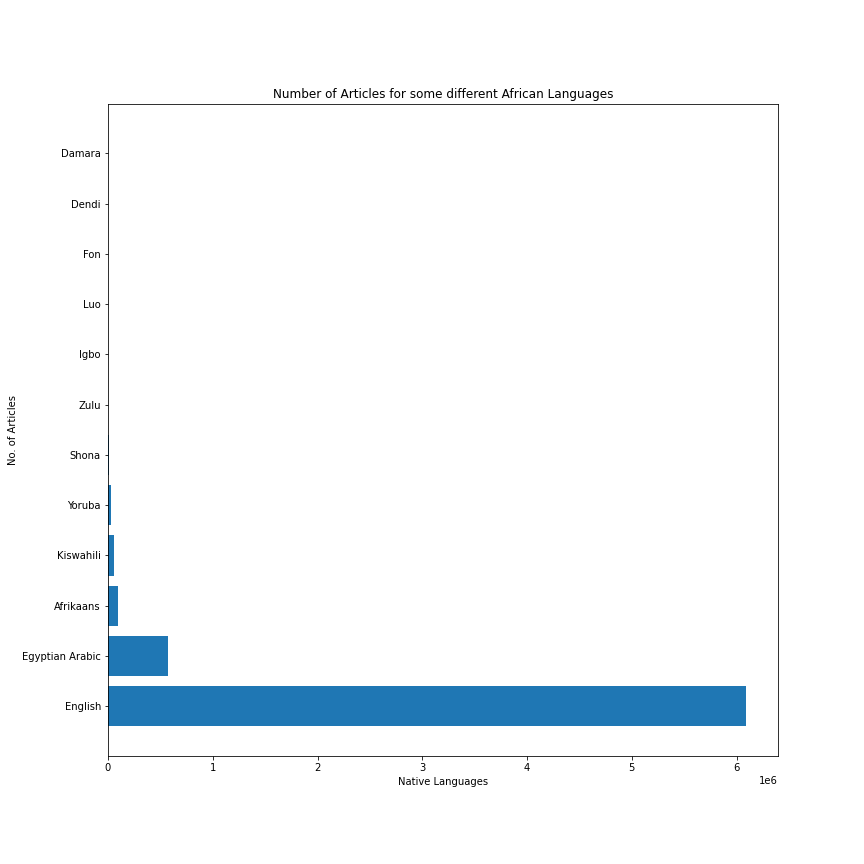 Number of Articles for some different African Languages
Damara
Dendi
Fon
Luo
Igbo
Zulu
Shona
Yoruba
Kiswahili
Afrikaans
Egyptian Arabic
English
No. of Articles
0 1 2 3 4 5 6
1e6
Native Languages